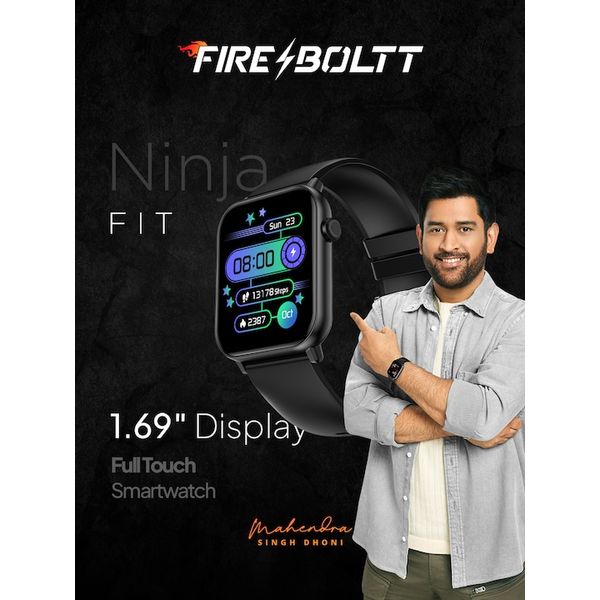 FIRE BOLTT
Ninja
FIT
Sun 23
08:00
13178 Steps
2387
Oct
1.69" Display
Full Touch
Smartwatch
Mahendra
SINGH DHONI